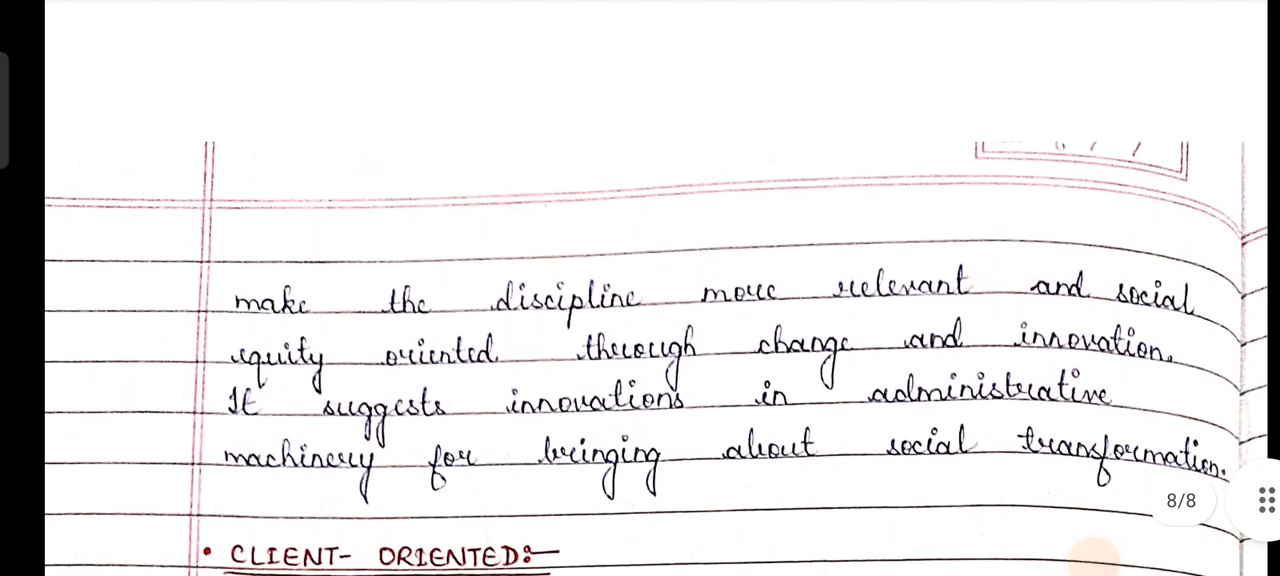 make the discipline more relevant and social
equity oriented through change and innovation.
It suggests innovations in administrative
machinery for bringing about social transformation.
8/8
• CLIENT- ORIENTED:-